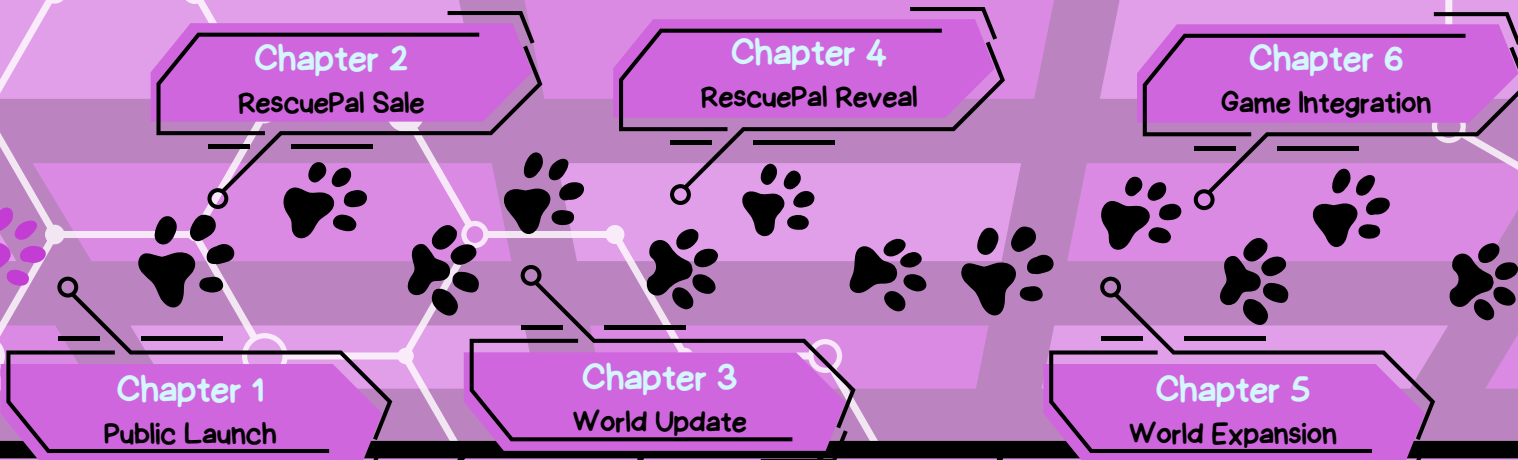 Chapter 2
RescuePal Sale
Chapter 4
RescuePal Reveal
Chapter 6
Game Integration
Chapter 1
Public Launch
Chapter 3
World Update
Chapter 5
World Expansion